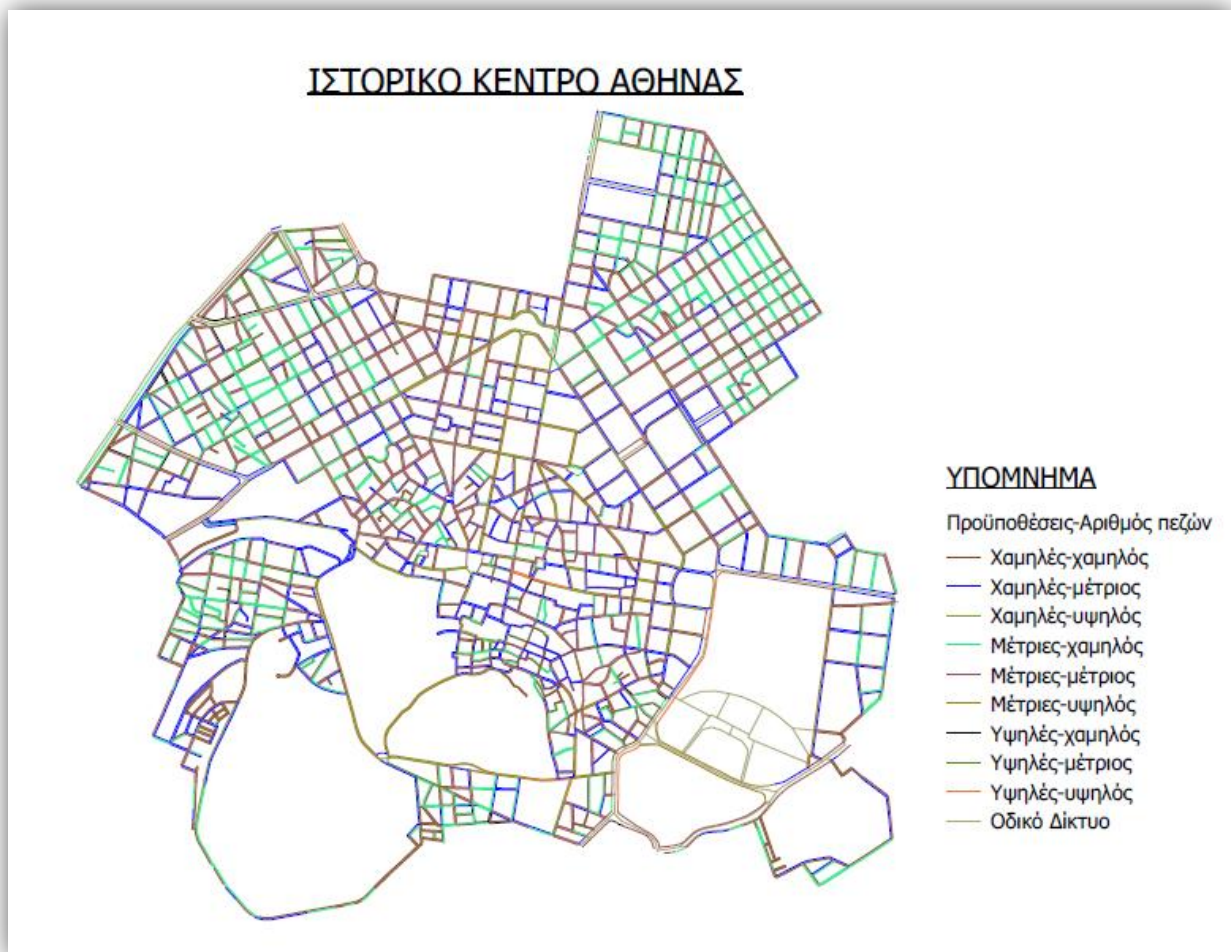 ΙΣΤΟΡΙΚΟ ΚΕΝΤΡΟ ΑΘΗΝΑΣ
ΥΠΟΜΝΗΜΑ
Προϋποθέσεις-Αριθμός πεζών
Χαμηλές-χαμηλός
Χαμηλές-μέτριος
Χαμηλές-υψηλός
Μέτριες-χαμηλός
Μέτριες-μέτριος
Μέτριες-υψηλός
Υψηλές-χαμηλός
Υψηλές-μέτριος
Υψηλές-υψηλός
Οδικό Δίκτυο